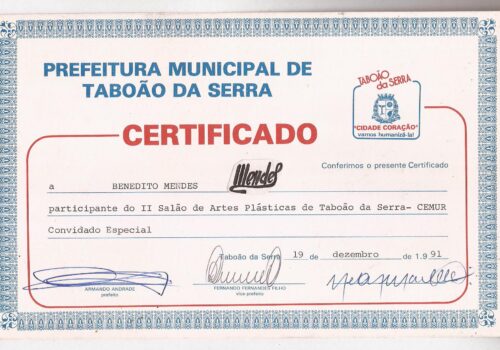 PREFEITURA MUNICIPAL DE
TABOÃO DA SERRA
TABOÃO
da SERRA
"CIDADE CORAÇÃO"
vamos humanizá-la!
CERTIFICADO
Conferimos o presente Certificado
a BENEDITO MENDES Mendes
participante do II Salão de Artes Plásticas de Taboão da Serra- CEMUR
Convidado Especial
Taboão da Serra 19 de dezembro de 1.991
ARMANDO ANDRADE
prefeito
FERNANDO FERNANDES FILHO
vice prefeito